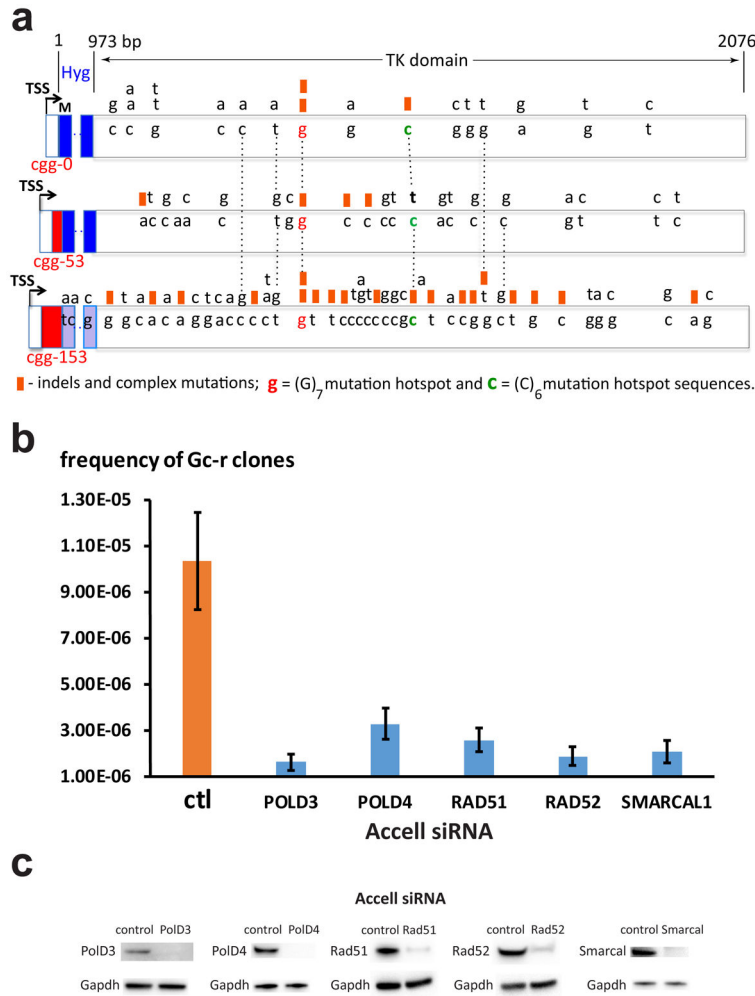 a
1 973 bp TK domain 2076
Hyg
TSS
M
a t
g a t a a a a c t t g t c
c c g c c t g g c g g g a g t c
cgg-0
TSS
t g c g g c g t t g t g g a c c t
a c c a a c t g g g c c c c c a c c c g t t c
cgg-53
TSS
t a a
a a c t a c t c a g a g t g t g g c a t g t a c g c
cgg-153
- indels and complex mutations; g = (G)7 mutation hotspot and c = (C)6 mutation hotspot sequences.
b
frequency of Gc-r clones
1.30E-05
1.10E-05
9.00E-06
7.00E-06
5.00E-06
3.00E-06
1.00E-06
ctl POLD3 POLD4 RAD51 RAD52 SMARCAL1
Accell siRNA
c
Accell siRNA
control PolD3 control PolD4 control Rad51 control Rad52 control Smarcal
PolD3 PolD4 Rad51 Rad52 Smarcal
Gapdh Gapdh Gapdh Gapdh Gapdh